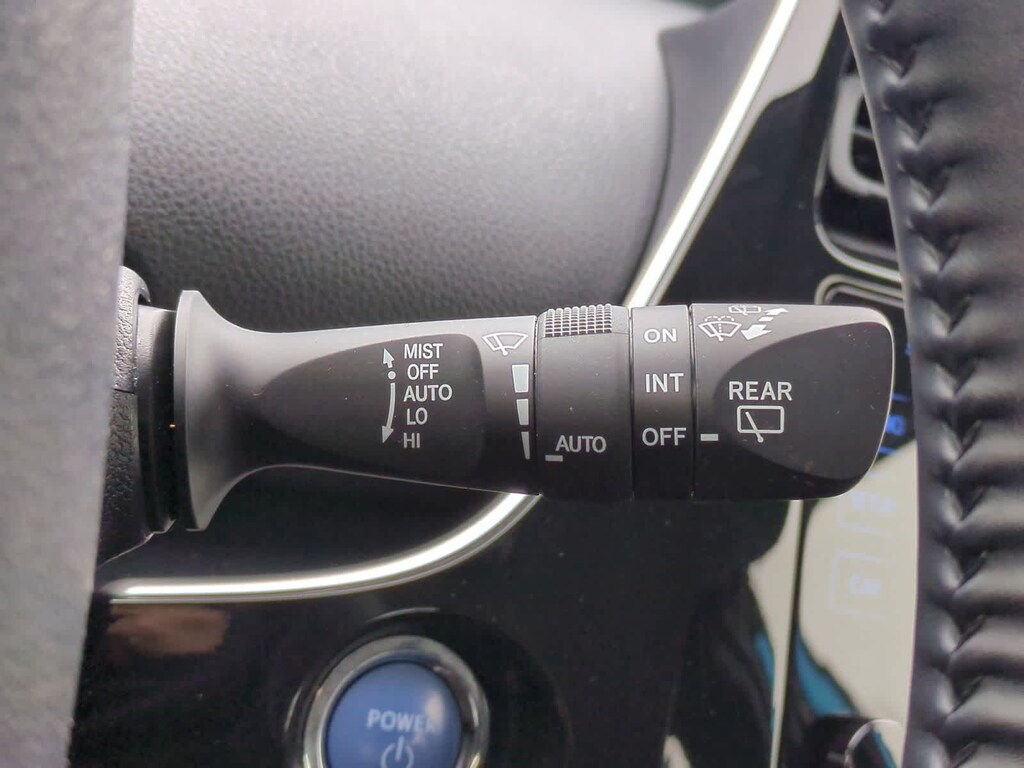 MIST
OFF
AUTO
LO
HI
AUTO
ON
INT
OFF
REAR
POWER